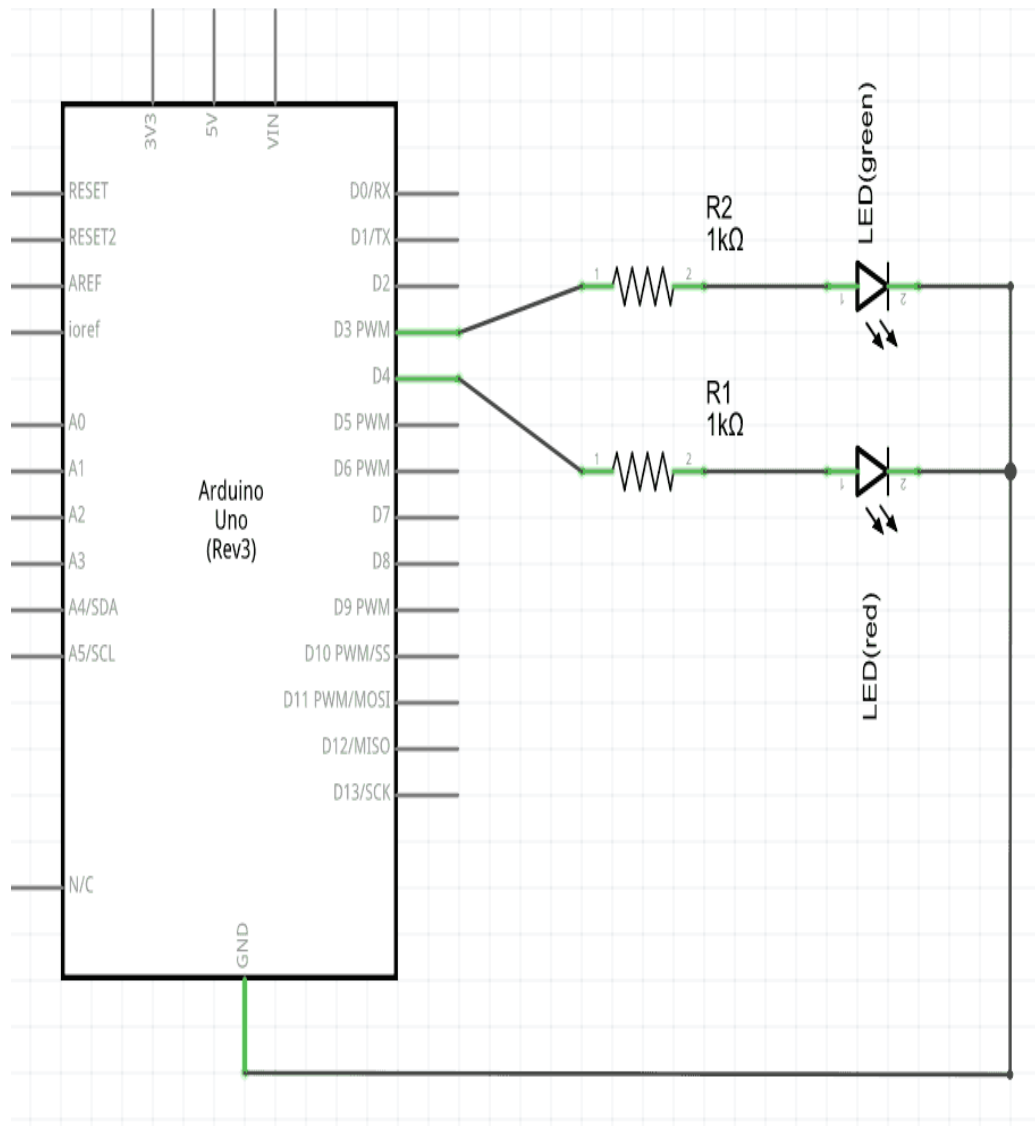 3V3
5V
VIN
RESET
RESET2
AREF
ioref
A0
A1
A2
A3
A4/SDA
A5/SCL
N/C
Arduino
Uno
(Rev3)
D0/RX
D1/TX
D2
D3 PWM
D4
D5 PWM
D6 PWM
D7
D8
D9 PWM
D10 PWM/SS
D11 PWM/MOSI
D12/MISO
D13/SCK
GND
R2
1kΩ
1 2
LED(green)
1 2
R1
1kΩ
1 2
1 2
LED(red)